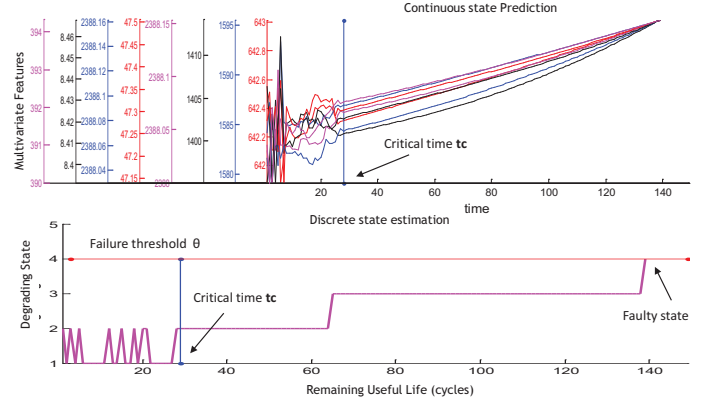 Continuous state Prediction
Multivariate Features
394 393 392 391 390
8.46 8.45 8.44 8.43 8.42 8.41 8.4
2388.16 2388.14 2388.12 2388.1 2388.08 2388.06 2388.04
47.5 47.45 47.4 47.35 47.3 47.25 47.2 47.15
2388.15 2388.1 2388.05
1410 1405 1400
1595 1590 1585 1580
643 642.8 642.6 642.4 642.2 642
Critical time tc
20 40 60 80 100 120 140
time
Discrete state estimation
Degrading State
5
4
3
2
1
Failure threshold θ
Critical time tc
Faulty state
20 40 60 80 100 120 140
Remaining Useful Life (cycles)